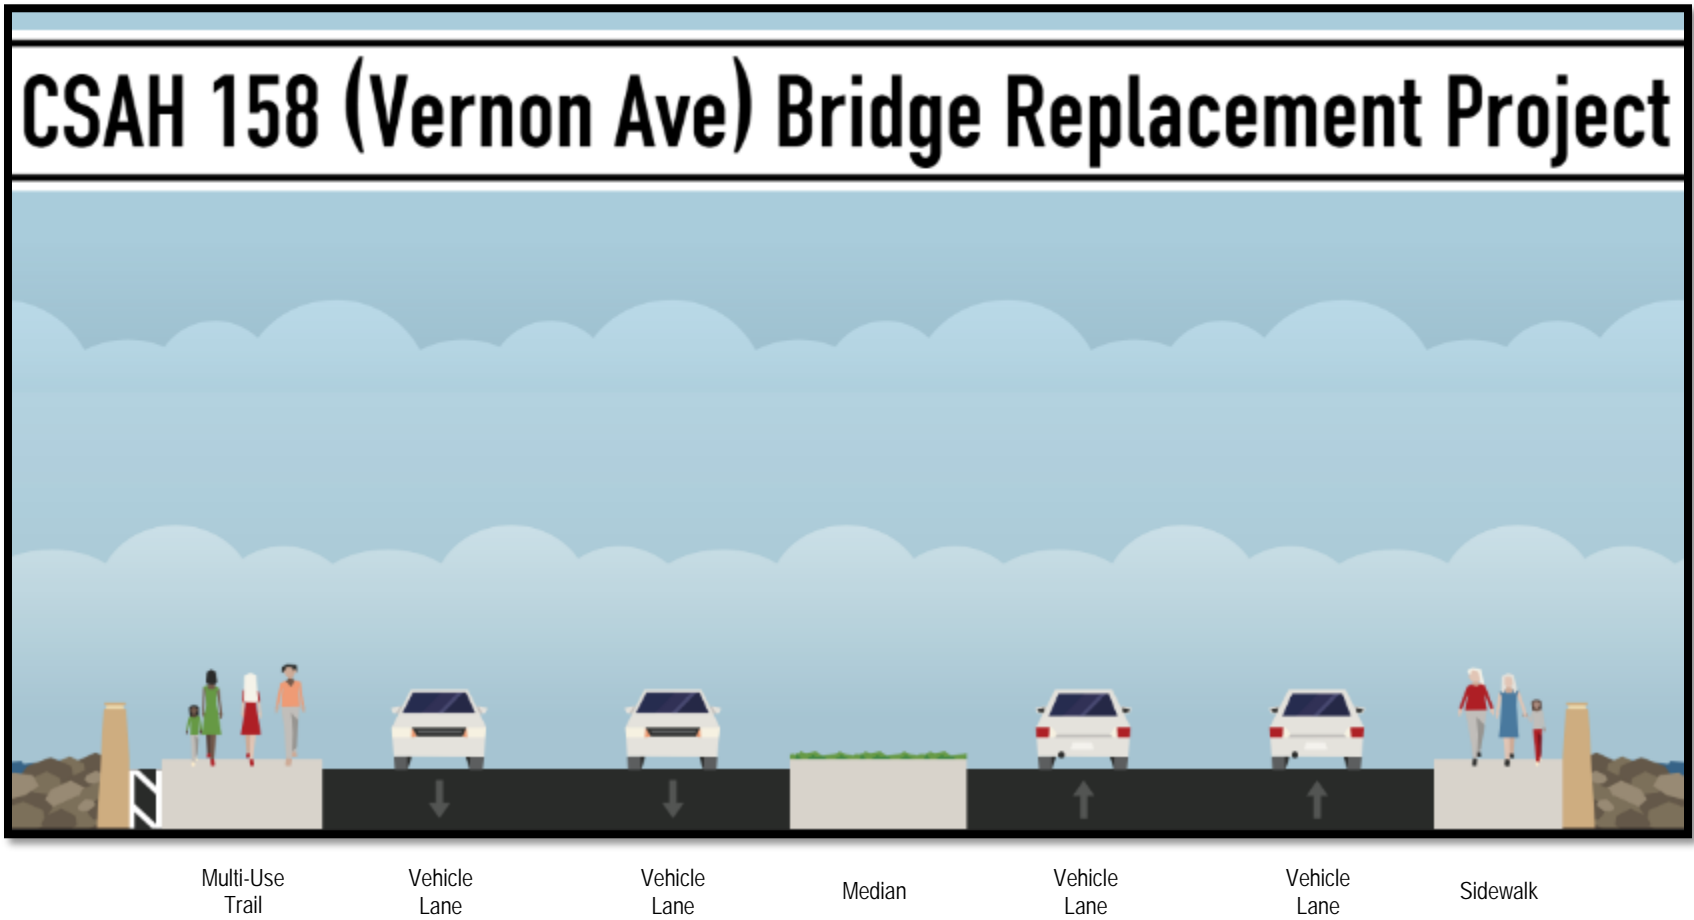 CSAH 158 (Vernon Ave) Bridge Replacement Project
Multi-Use
Trail
Vehicle
Lane
Vehicle
Lane
Median
Vehicle
Lane
Vehicle
Lane
Sidewalk